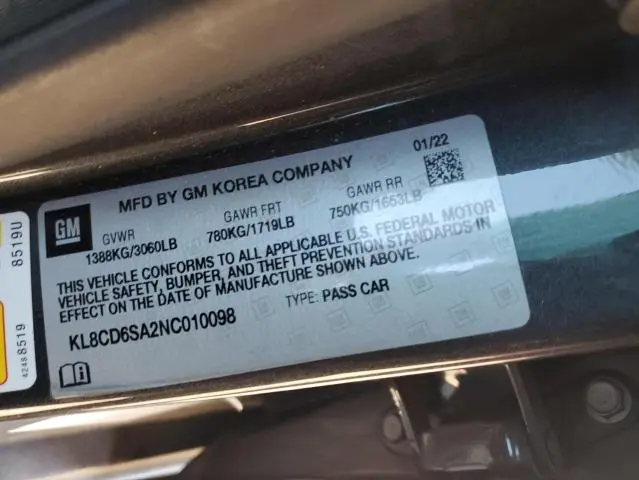 01/22
MFD BY GM KOREA COMPANY
GM
GVWR
1388KG/3060LB
GAWR FRT
780KG/1719LB
GAWR RR
750KG/1653LB
THIS VEHICLE CONFORMS TO ALL APPLICABLE U.S. FEDERAL MOTOR
VEHICLE SAFETY, BUMPER, AND THEFT PREVENTION STANDARDS IN
EFFECT ON THE DATE OF MANUFACTURE SHOWN ABOVE.
KL8CD6SA2NC010098
TYPE: PASS CAR
8519U
4248 8519